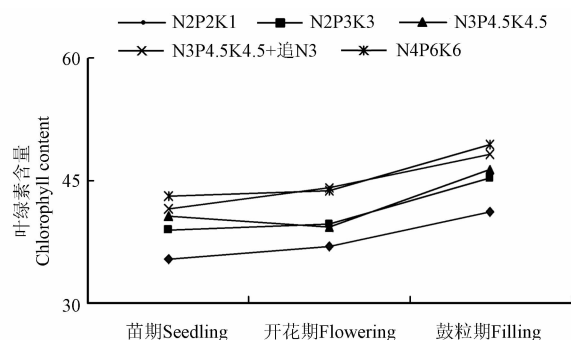 N2P2K1 N2P3K3 N3P4.5K4.5
N3P4.5K4.5+追N3 N4P6K6
60
45
30
叶绿素含量
Chlorophyll content
苗期Seedling 开花期Flowering 鼓粒期Filling